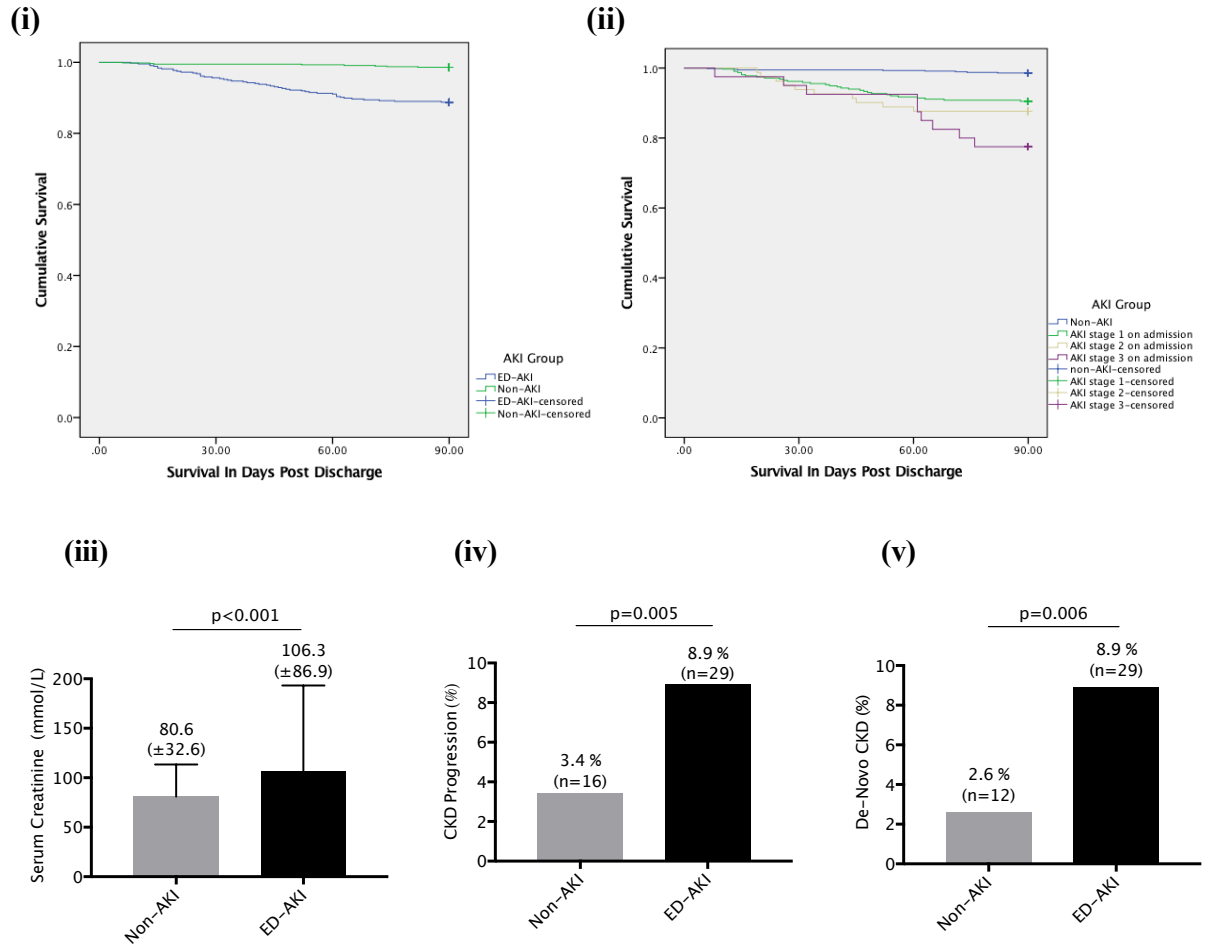 (i)
1.0
0.8
0.6
0.4
0.2
0.0
Cumulative Survival
.00
30.00
60.00
90.00
Survival In Days Post Discharge
AKI Group
ED-AKI
Non-AKI
ED-AKI-censored
Non-AKI-censored
(ii)
1.0
0.8
0.6
0.4
0.2
0.0
Cumulutive Survival
.00
30.00
60.00
90.00
Survival In Days Post Discharge
AKI Group
Non-AKI
AKI stage 1 on admission
AKI stage 2 on admission
AKI stage 3 on admission
non-AKI-censored
AKI stage 1-censored
AKI stage 2-censored
AKI stage 3-censored
(iii)
p<0.001
106.3
(±86.9)
80.6
(±32.6)
200
150
100
50
0
Serum Creatinine (mmol/L)
Non-AKI
ED-AKI
(iv)
p=0.005
8.9 %
(n=29)
3.4 %
(n=16)
10
8
6
4
2
0
CKD Progression (%)
Non-AKI
ED-AKI
(v)
p=0.006
8.9 %
(n=29)
2.6 %
(n=12)
10
8
6
4
2
0
De-Novo CKD (%)
Non-AKI
ED-AKI